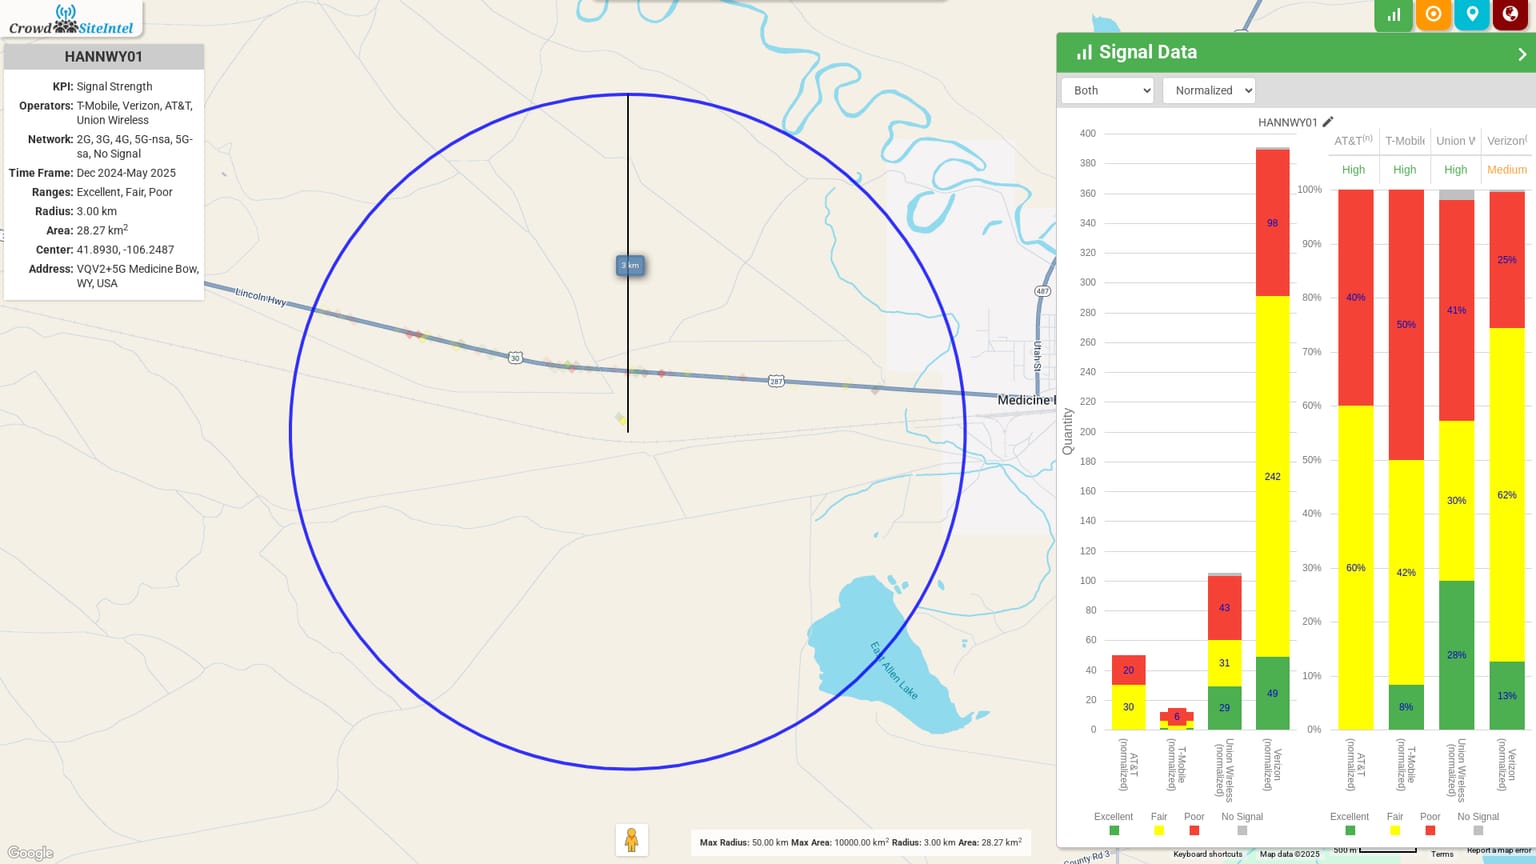 Crowd SiteIntel
HANNWY01
KPI: Signal Strength
Operators: T-Mobile, Verizon, AT&T,
Union Wireless
Network: 2G, 3G, 4G, 5G-nsa, 5G-
sa, No Signal
Time Frame: Dec 2024-May 2025
Ranges: Excellent, Fair, Poor
Radius: 3.00 km
Area: 28.27 km²
Center: 41.8930, -106.2487
Address: VQV2+5G Medicine Bow,
WY, USA
Lincoln Hwy
30
3 km
287
487
Utah St
Medicine
East Allen Lake
County Rd 3
Google
Max Radius: 50.00 km Max Area: 10000.00 km² Radius: 3.00 km Area: 28.27 km²
Signal Data
Both
Normalized
HANNWY01
Quantity
400
380
360
340
320
300
280
260
240
220
200
180
160
140
120
100
80
60
40
20
0
20
30
6
43
31
29
98
242
49
AT&T (normalized)
T-Mobile (normalized)
Union Wireless (normalized)
Verizon (normalized)
Excellent
Fair
Poor
No Signal
AT&T(n)
T-Mobile
Union W
Verizon(
High
High
High
Medium
100%
90%
80%
70%
60%
50%
40%
30%
20%
10%
0%
40%
60%
50%
42%
8%
41%
30%
28%
25%
62%
13%
AT&T (normalized)
T-Mobile (normalized)
Union Wireless (normalized)
Verizon (normalized)
Excellent
Fair
Poor
No Signal
Keyboard shortcuts
Map data ©2025
500 m
Terms
Report a map error